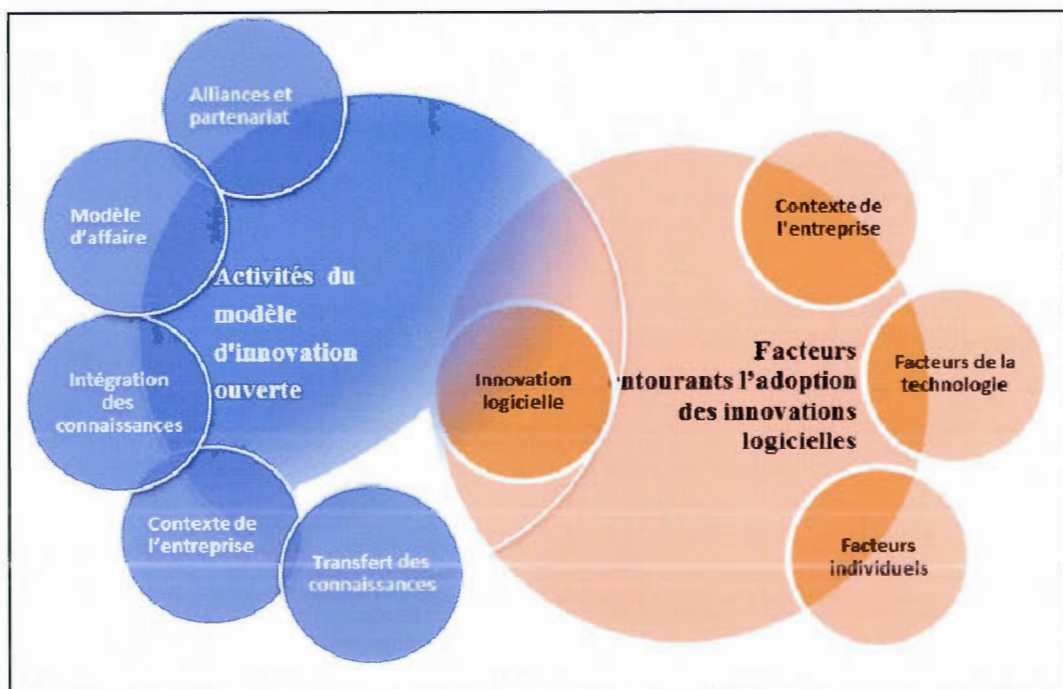 Alliances et
partenariat
Modèle
d'affaire
Activités du
modèle
d'innovation
ouverte
Intégration
des
connaissances
Contexte de
l'entreprise
Transfert des
connaissances
Innovation
logicielle
Facteurs
ntourants l'adoption
des innovations
logicielles
Contexte de
l'entreprise
Facteurs de la
technologie
Facteurs
individuels